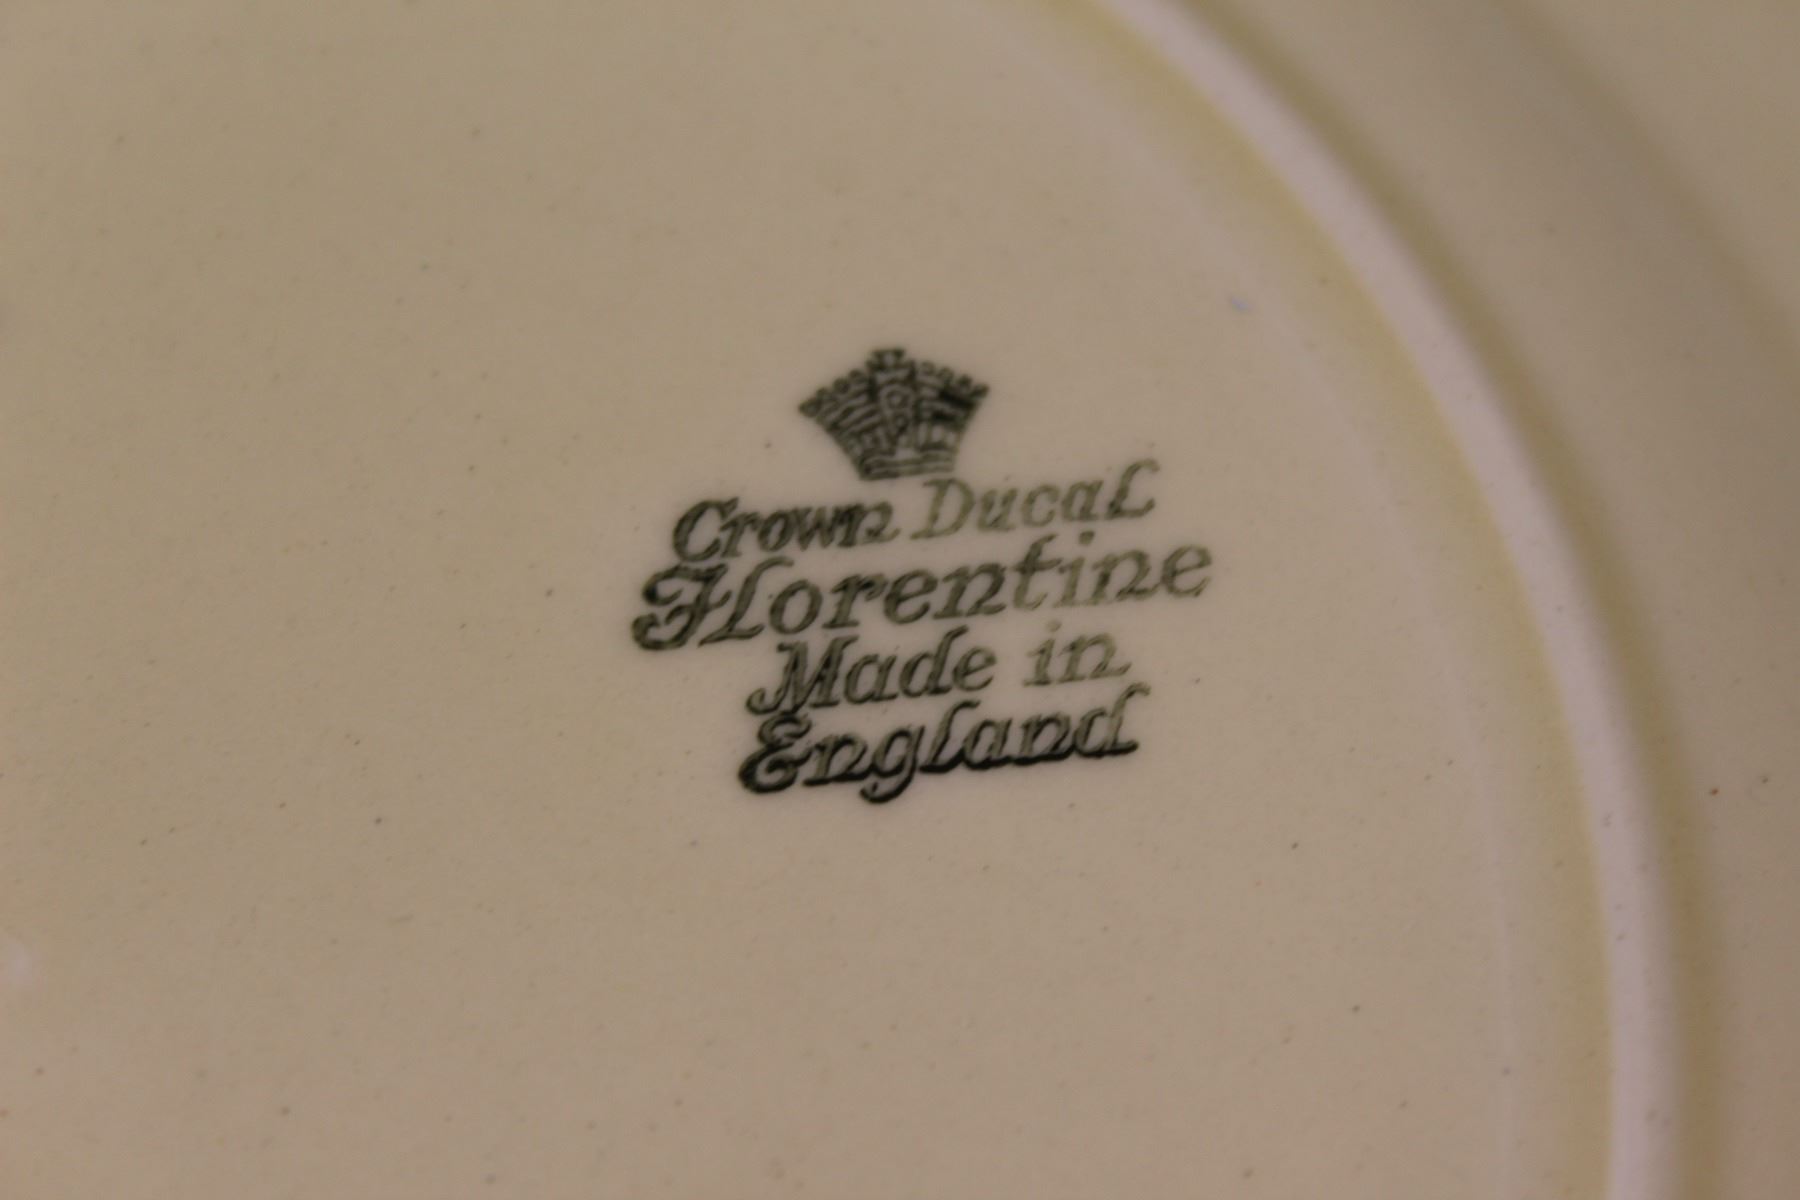 Crown Ducal
Florentine
Made in
England